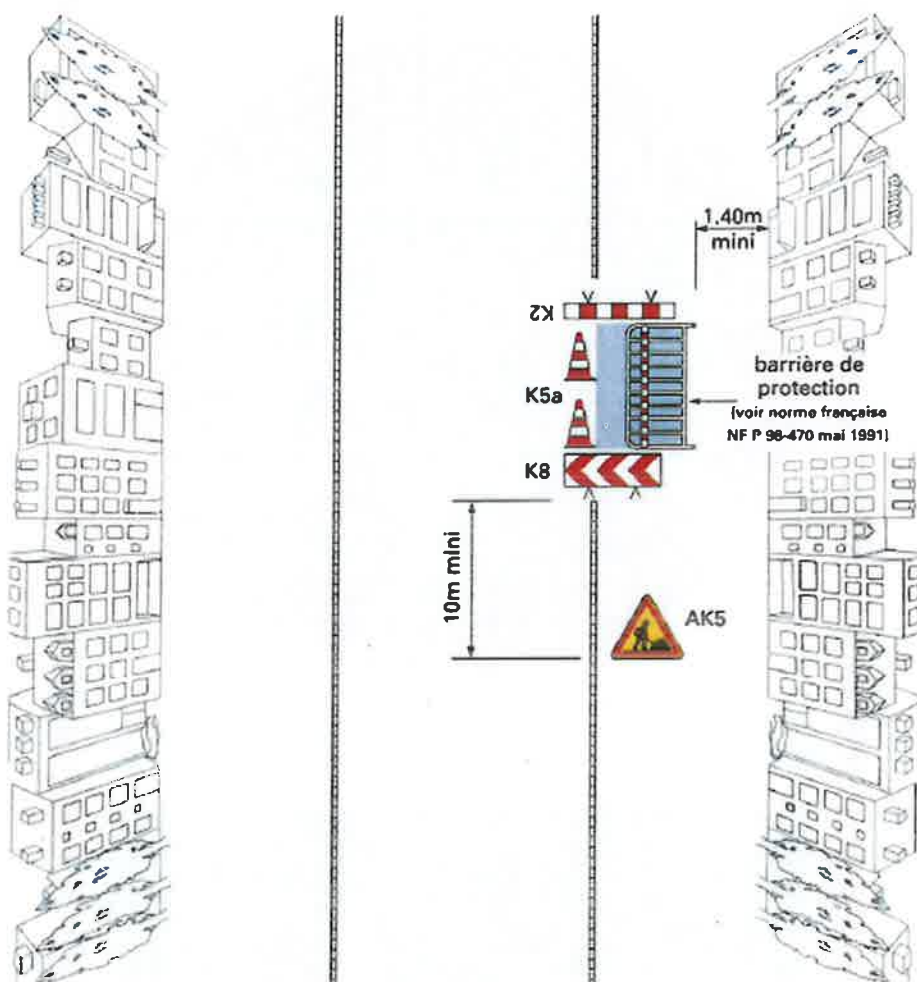 1.40m
mini
K2
K5a
barrière de
protection
(voir norme française
NF P 98-470 mai 1991)
K8
10m mini
AK5